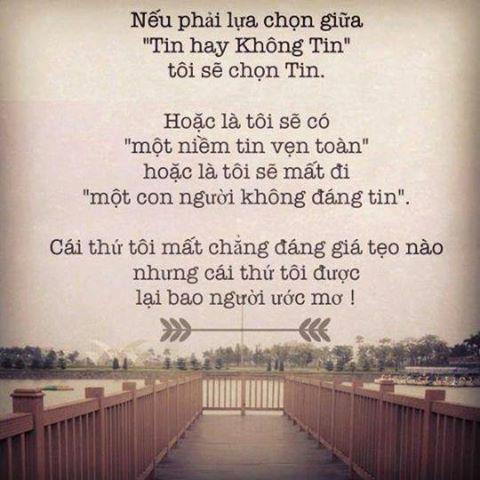 Nếu phải lựa chọn giữa
"Tin hay Không Tin"
tôi sẽ chọn Tin.
Hoặc là tôi sẽ có
"một niềm tin vẹn toàn"
hoặc là tôi sẽ mất đi
"một con người không đáng tin".
Cái thứ tôi mất chẳng đáng giá tẹo nào
nhưng cái thứ tôi được
lại bao người ước mơ !